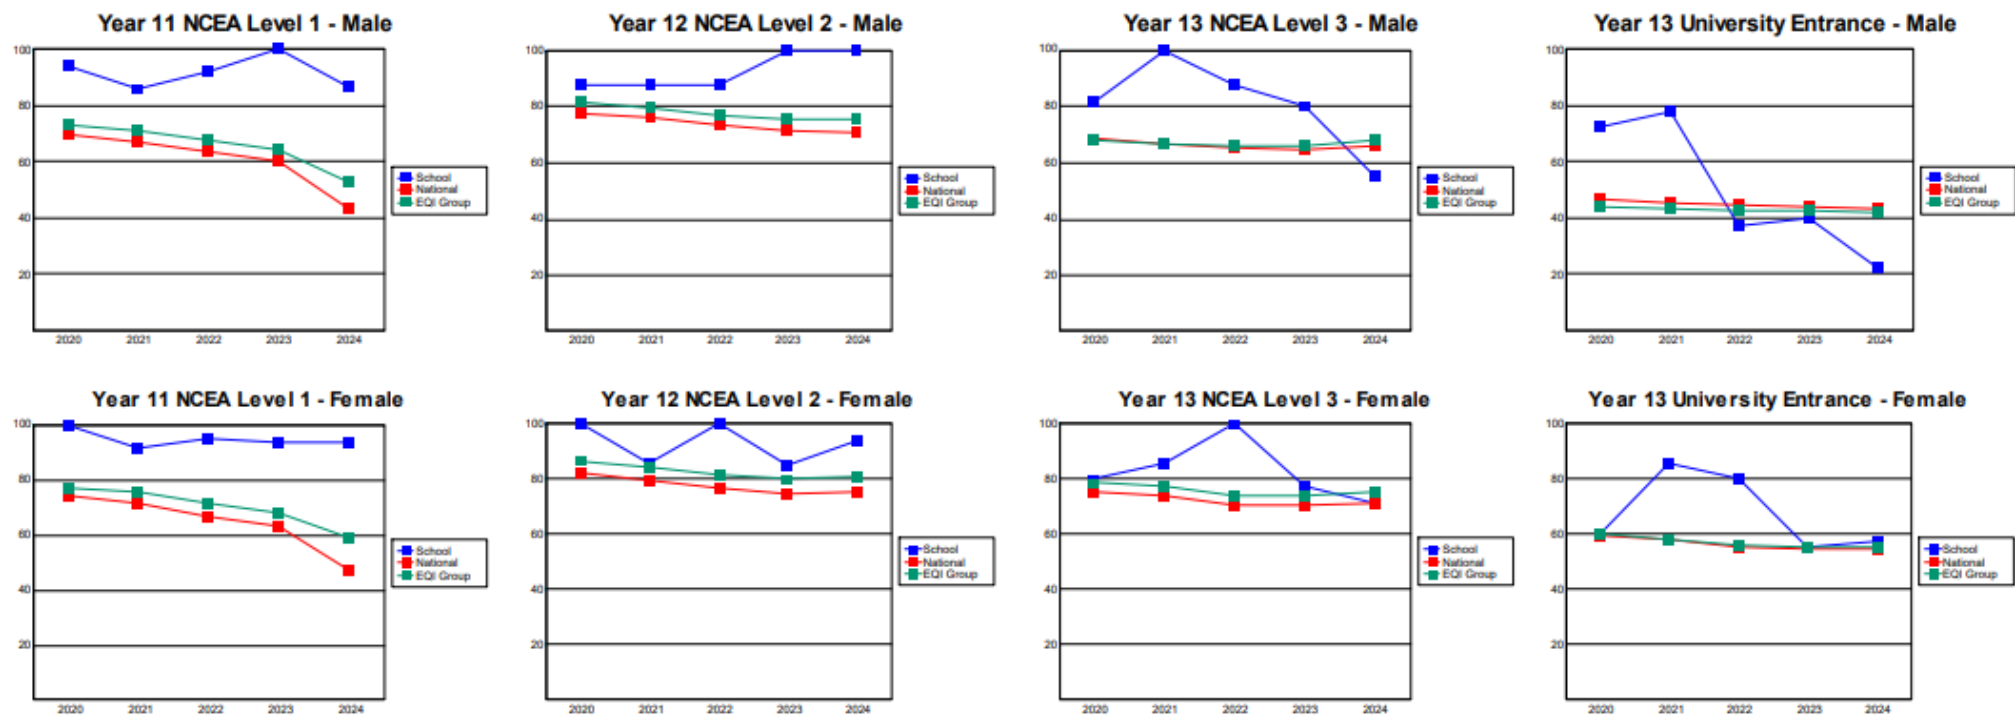 Year 11 NCEA Level 1 - Male
100
80
60
40
20
2020 2021 2022 2023 2024
School
National
EQI Group
Year 12 NCEA Level 2 - Male
100
80
60
40
20
2020 2021 2022 2023 2024
School
National
EQI Group
Year 13 NCEA Level 3 - Male
100
80
60
40
20
2020 2021 2022 2023 2024
School
National
EQI Group
Year 13 University Entrance - Male
100
80
60
40
20
2020 2021 2022 2023 2024
School
National
EQI Group
Year 11 NCEA Level 1 - Female
100
80
60
40
20
2020 2021 2022 2023 2024
School
National
EQI Group
Year 12 NCEA Level 2 - Female
100
80
60
40
20
2020 2021 2022 2023 2024
School
National
EQI Group
Year 13 NCEA Level 3 - Female
100
80
60
40
20
2020 2021 2022 2023 2024
School
National
EQI Group
Year 13 University Entrance - Female
100
80
60
40
20
2020 2021 2022 2023 2024
School
National
EQI Group